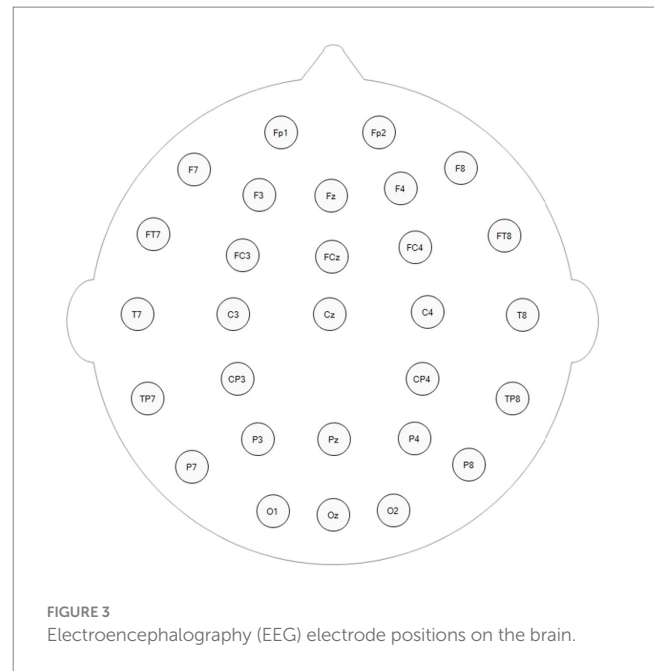 Fp1 Fp2
F7 F8
F3 Fz F4
FT7 FT8
FC3 FCz FC4
T7 C3 Cz C4 T8
CP3 CP4
TP7 TP8
P3 Pz P4
P7 P8
O1 Oz O2
FIGURE 3
Electroencephalography (EEG) electrode positions on the brain.